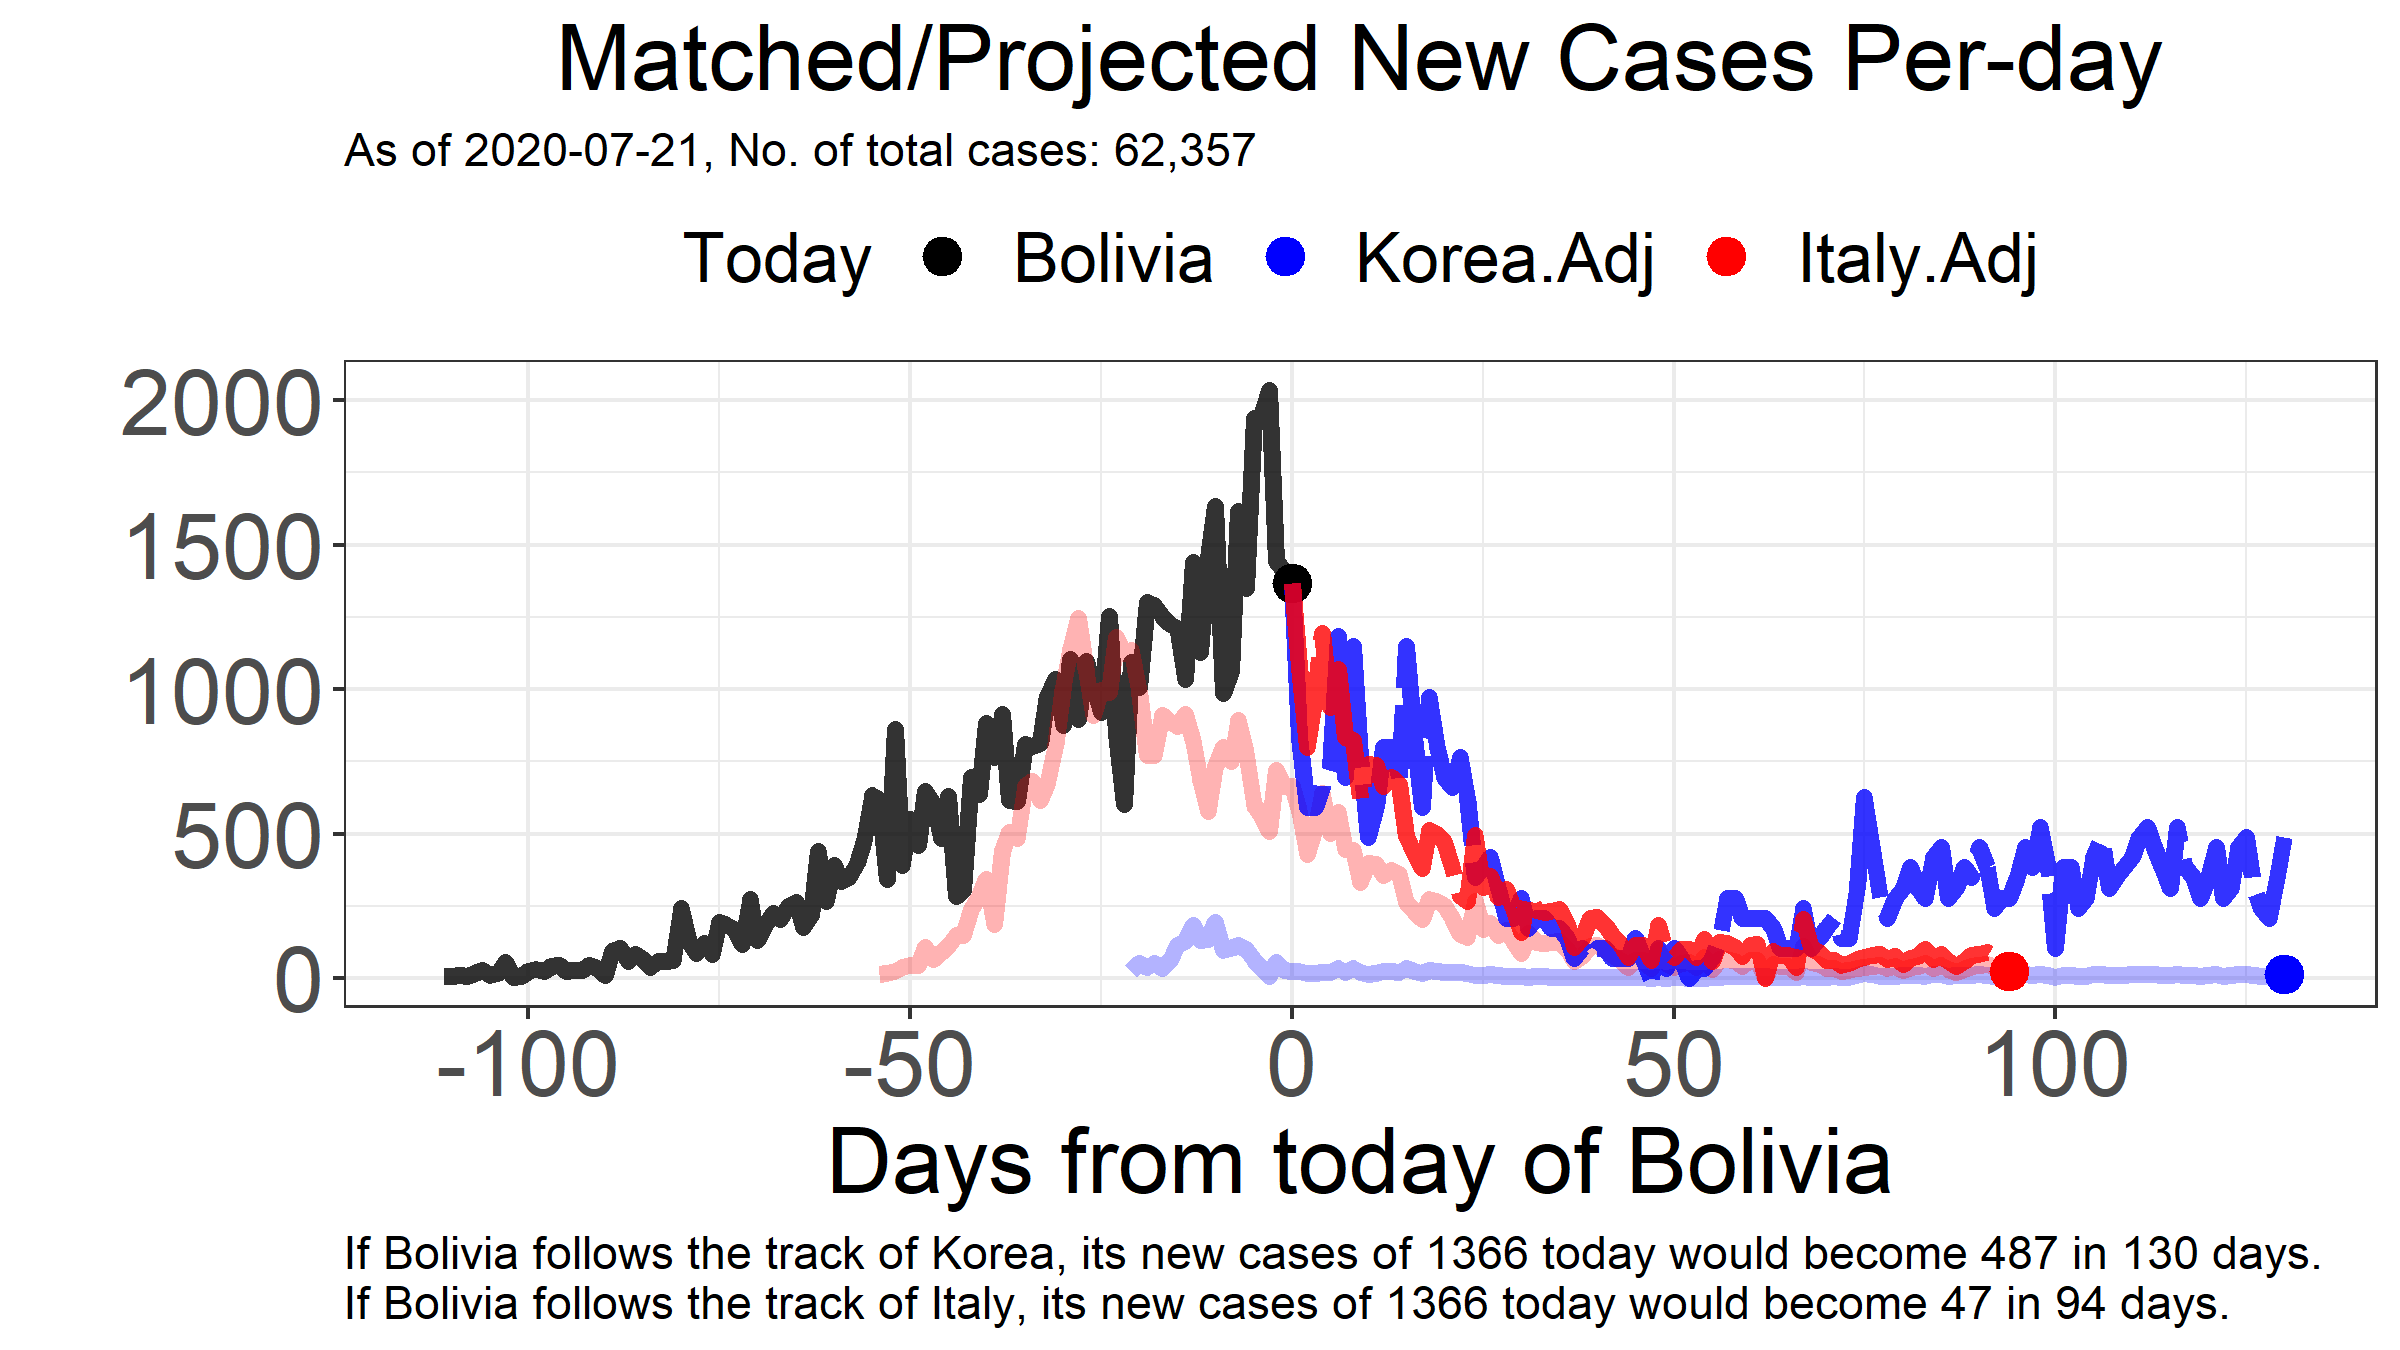 Matched/Projected New Cases Per-day
As of 2020-07-21, No. of total cases: 62,357
Today Bolivia Korea.Adj Italy.Adj
2000
1500
1000
500
0
-100 -50 0 50 100
Days from today of Bolivia
If Bolivia follows the track of Korea, its new cases of 1366 today would become 487 in 130 days.
If Bolivia follows the track of Italy, its new cases of 1366 today would become 47 in 94 days.